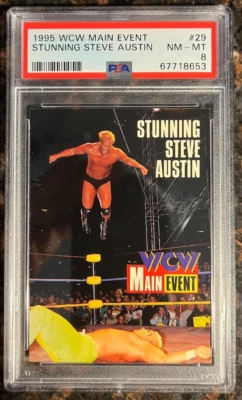 1995 WCW MAIN EVENT #29
STUNNING STEVE AUSTIN NM - MT
8
PSA 67718653
STUNNING
STEVE
AUSTIN
WCW
MAIN EVENT